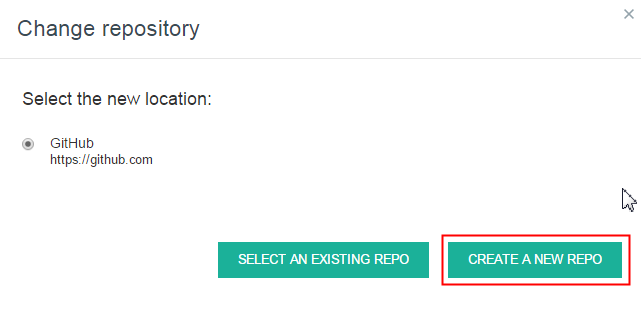 Change repository
Select the new location:
GitHub
https://github.com
SELECT AN EXISTING REPO
CREATE A NEW REPO